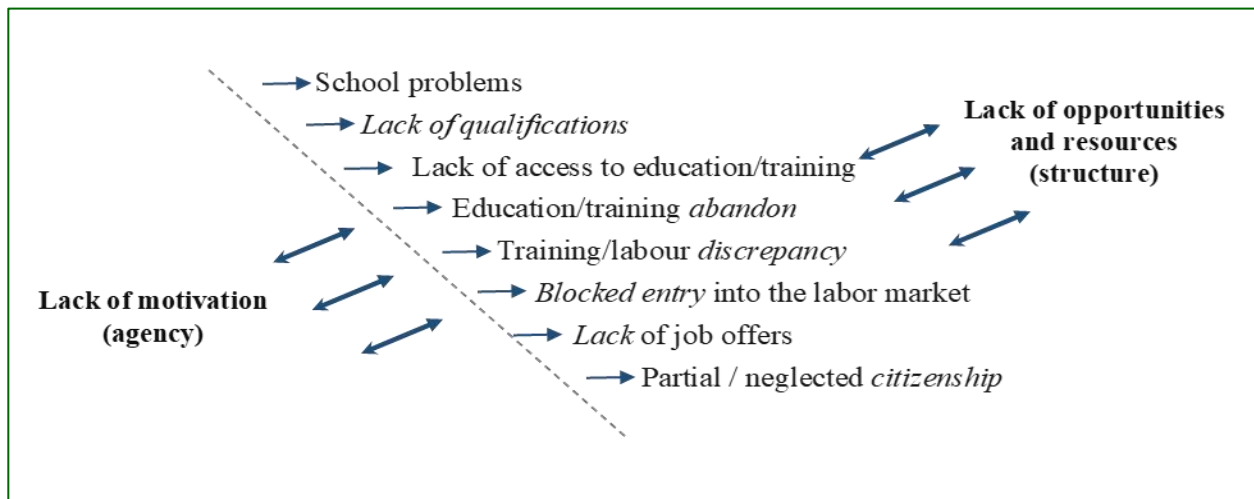 School problems
Lack of qualifications
Lack of access to education/training
Education/training abandon
Training/labour discrepancy
Blocked entry into the labor market
Lack of job offers
Partial / neglected citizenship
Lack of opportunities
and resources
(structure)
Lack of motivation
(agency)